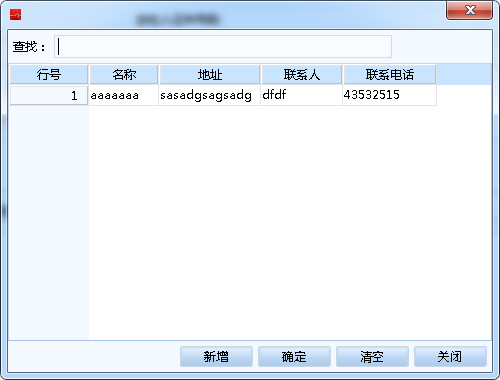 查找：
行号 名称 地址 联系人 联系电话
1 aaaaaaa sasadgsagsadg dfdf 43532515
新增 确定 清空 关闭